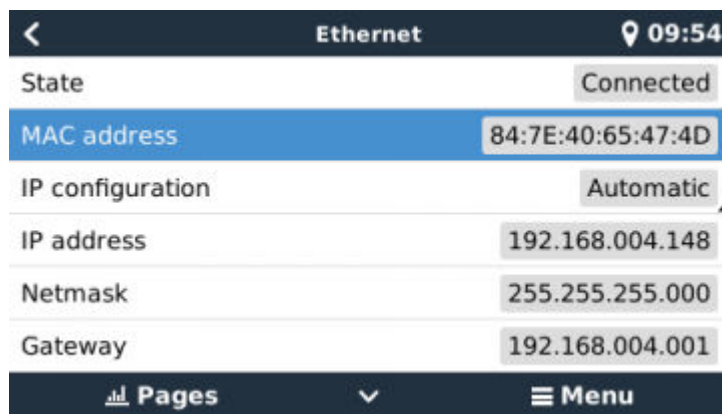 Ethernet 09:54
State Connected
MAC address 84:7E:40:65:47:4D
IP configuration Automatic
IP address 192.168.004.148
Netmask 255.255.255.000
Gateway 192.168.004.001
Pages Menu